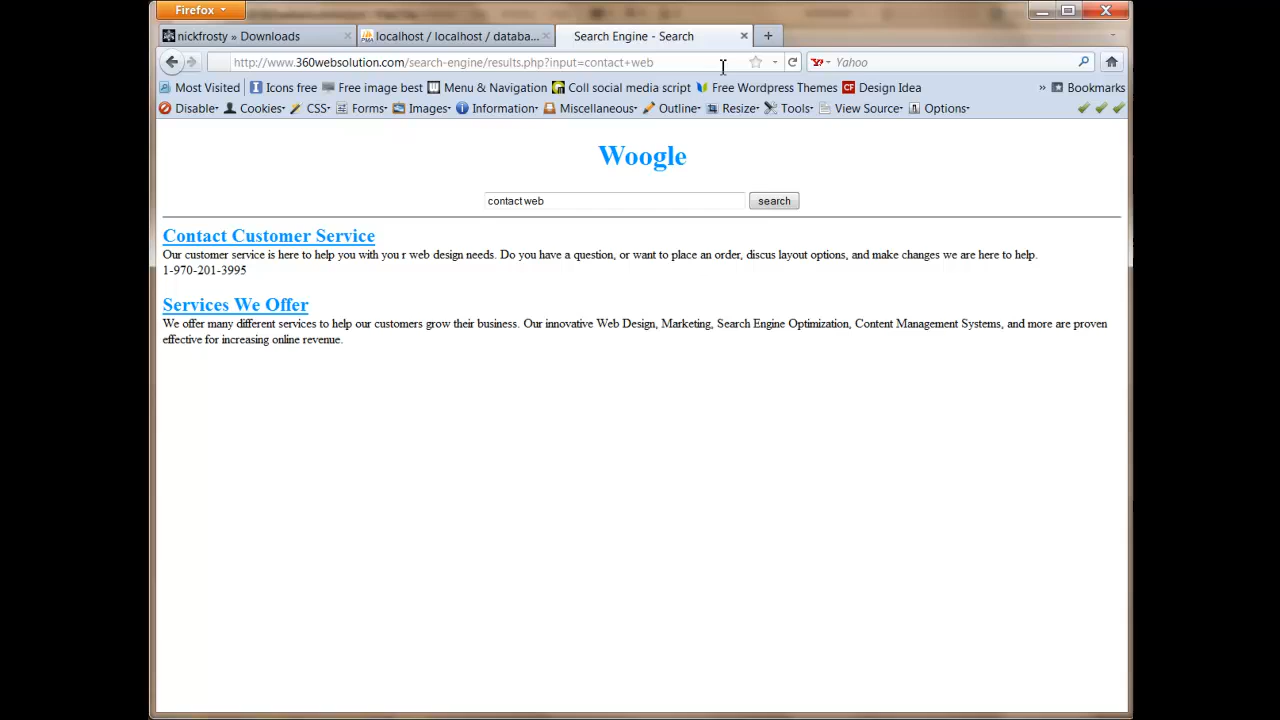 Firefox
nickfrosty » Downloads
localhost / localhost / databa...
Search Engine - Search
http://www.360websolution.com/search-engine/results.php?input=contact+web
Yahoo
Most Visited Icons free Free image best Menu & Navigation Coll social media script Free Wordpress Themes CF Design Idea » Bookmarks
Disable Cookies CSS Forms Images Information Miscellaneous Outline Resize Tools View Source Options
Woogle
contact web
search
Contact Customer Service
Our customer service is here to help you with you r web design needs. Do you have a question, or want to place an order, discus layout options, and make changes we are here to help.
1-970-201-3995
Services We Offer
We offer many different services to help our customers grow their business. Our innovative Web Design, Marketing, Search Engine Optimization, Content Management Systems, and more are proven
effective for increasing online revenue.